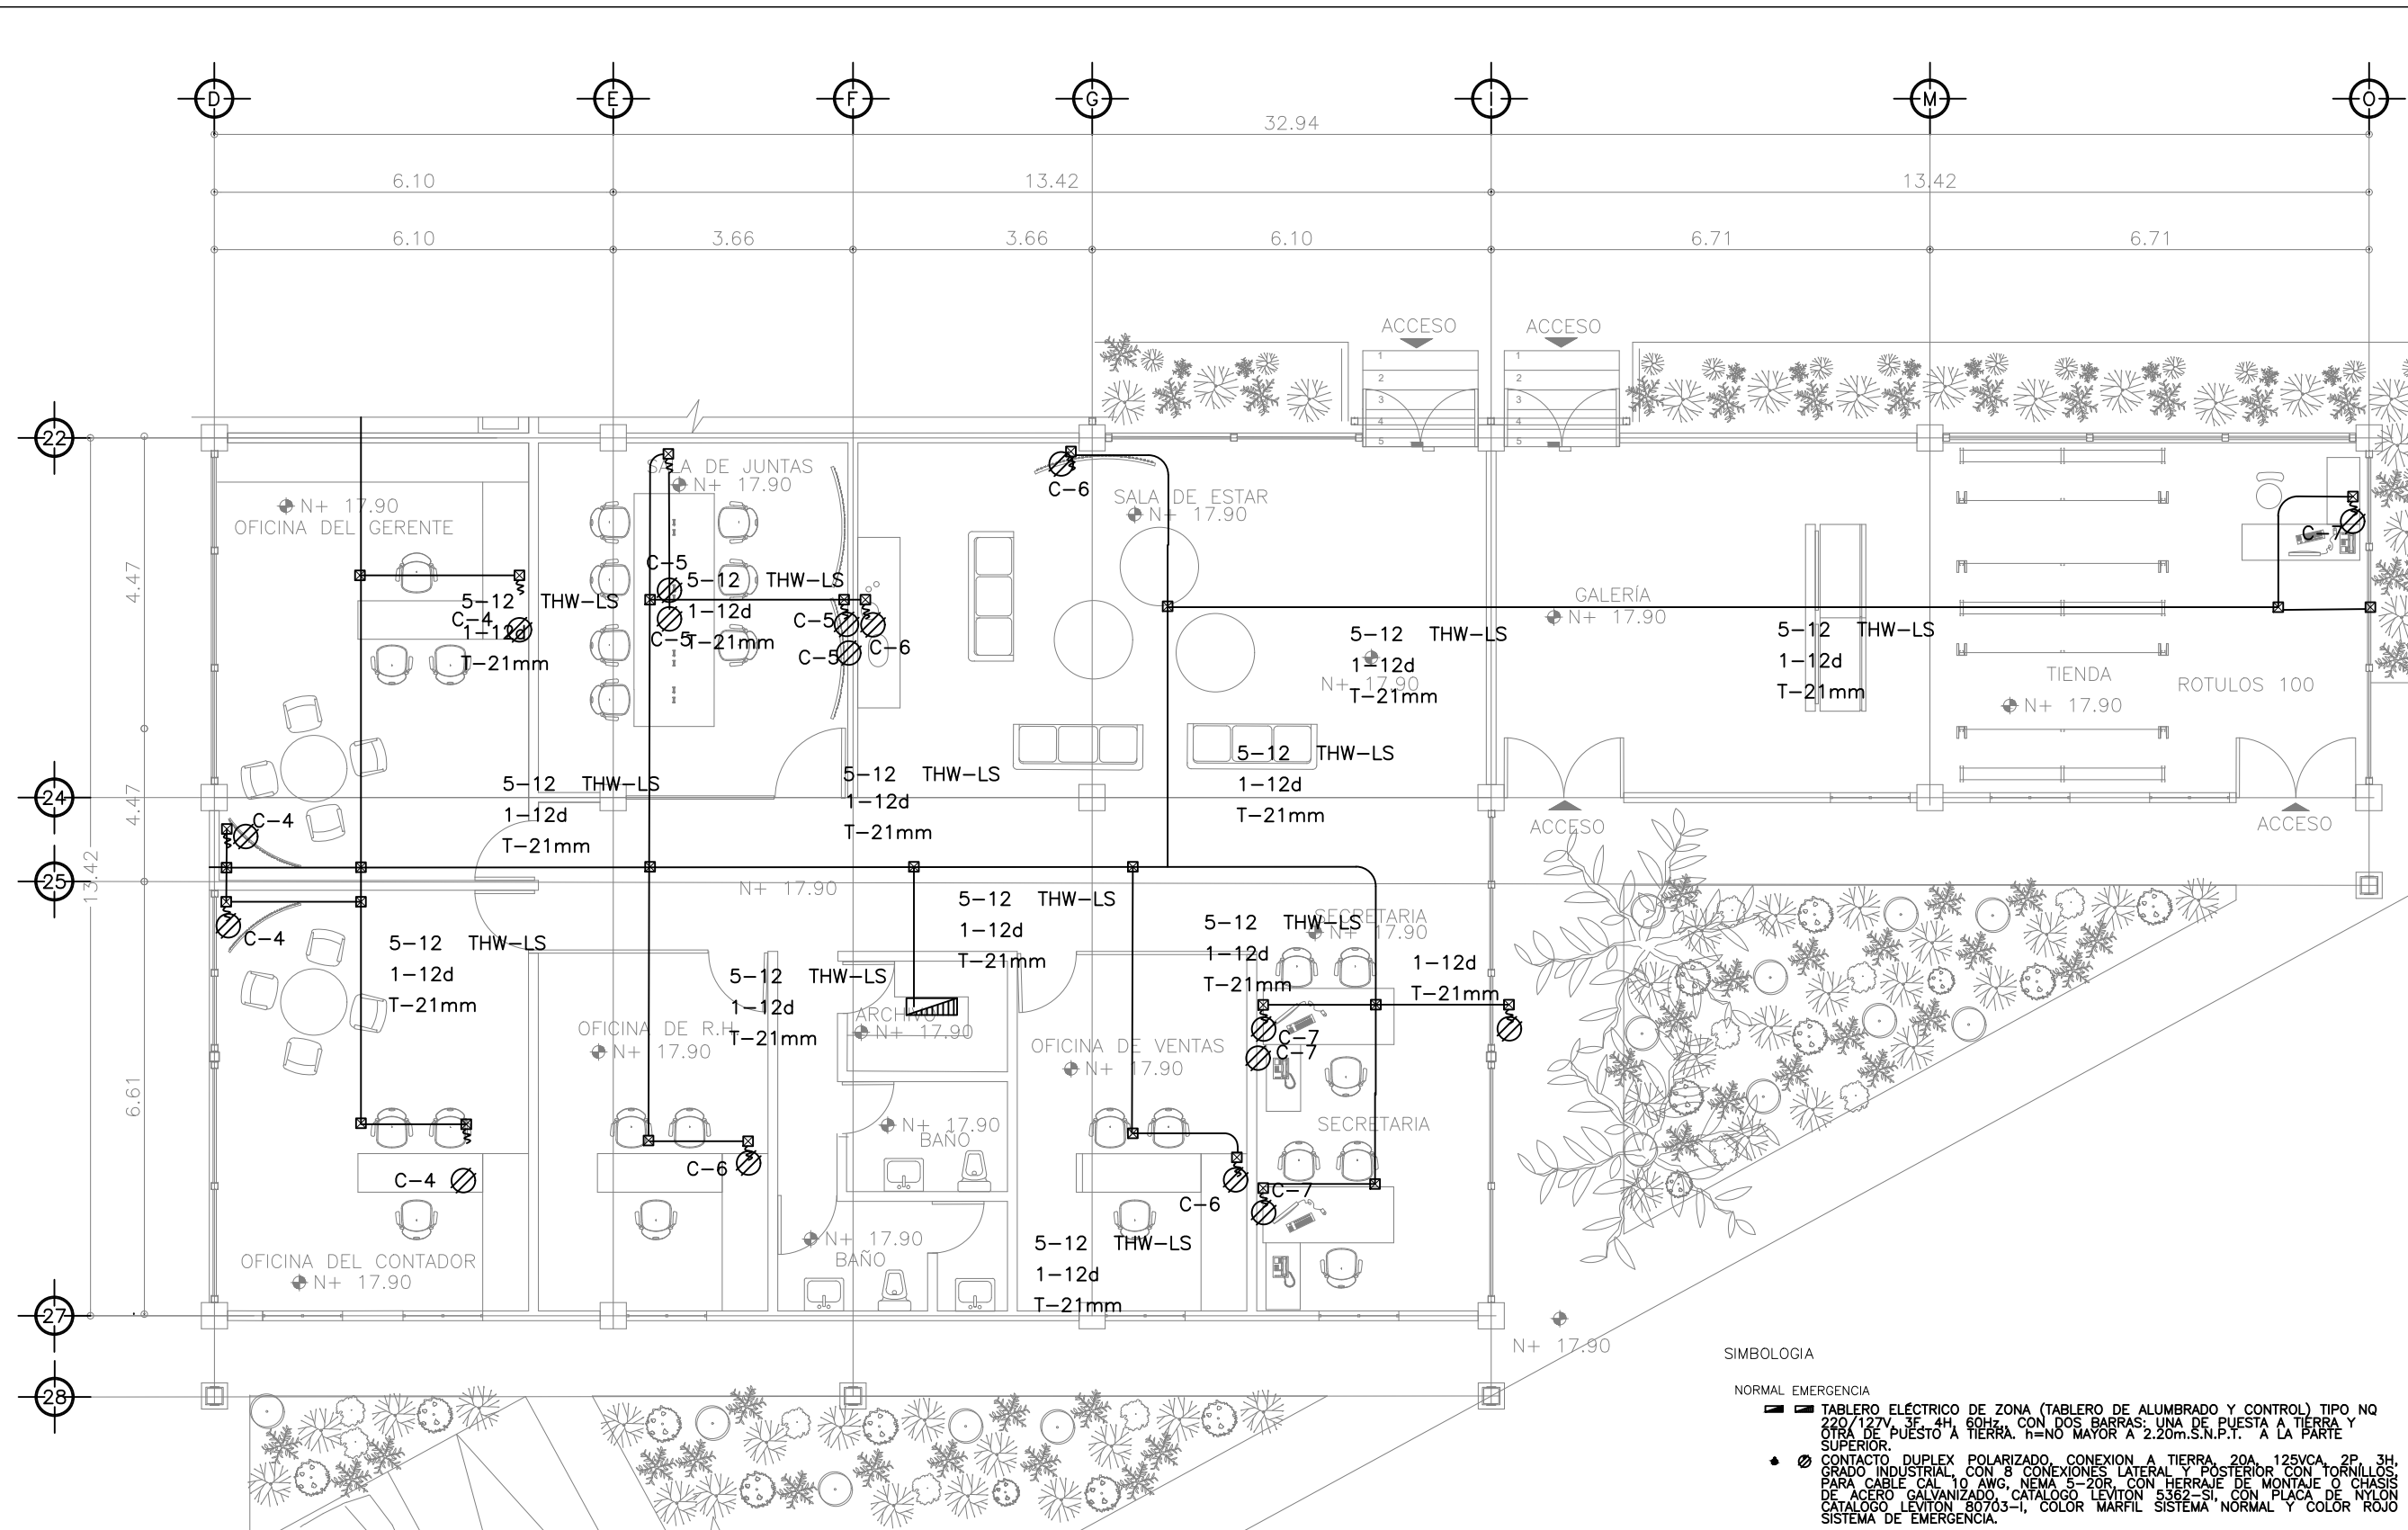 D E F G I M O
32.94
6.10 13.42 13.42
6.10 3.66 3.66 6.10 6.71 6.71
ACCESO ACCESO
1 1
2 2
3 3
4 4
5 5
22
SALA DE JUNTAS
N+ 17.90
C-6
SALA DE ESTAR
N+ 17.90
N+ 17.90
OFICINA DEL GERENTE
C-7
C-5
4.47
5-12 THW-LS
1-12d
T-21mm
C-5
C-5
C-5
C-6
5-12 THW-LS
C-4
1-12d
T-21mm
GALERÍA
N+ 17.90
5-12 THW-LS
1-12d
N+ 17.90
T-21mm
5-12 THW-LS
1-12d
T-21mm
TIENDA
N+ 17.90
ROTULOS 100
24
4.47
5-12 THW-LS
1-12d
T-21mm
5-12 THW-LS
1-12d
T-21mm
5-12 THW-LS
1-12d
T-21mm
ACCESO
ACCESO
C-4
25
13.42
N+ 17.90
C-4
5-12 THW-LS
1-12d
T-21mm
5-12 THW-LS
1-12d
T-21mm
5-12 THW-LS
1-12d
T-21mm
SECRETARIA
N+ 17.90
5-12 THW-LS
1-12d
T-21mm
1-12d
T-21mm
OFICINA DE R.H.
N+ 17.90
ARCHIVO
N+ 17.90
OFICINA DE VENTAS
N+ 17.90
C-7
C-7
6.61
N+ 17.90
BAÑO
SECRETARIA
C-4
C-6
C-6
C-7
N+ 17.90
BAÑO
5-12 THW-LS
1-12d
T-21mm
OFICINA DEL CONTADOR
N+ 17.90
27
N+ 17.90
28
SIMBOLOGIA
NORMAL EMERGENCIA
TABLERO ELÉCTRICO DE ZONA (TABLERO DE ALUMBRADO Y CONTROL) TIPO NQ
220/127V, 3F, 4H, 60Hz,. CON DOS BARRAS: UNA DE PUESTA A TIERRA Y
OTRA DE PUESTO A TIERRA. h=NO MAYOR A 2.20m.S.N.P.T. A LA PARTE
SUPERIOR.
CONTACTO DUPLEX POLARIZADO, CONEXION A TIERRA, 20A, 125VCA, 2P, 3H,
GRADO INDUSTRIAL, CON 8 CONEXIONES LATERAL Y POSTERIOR CON TORNILLOS,
PARA CABLE CAL 10 AWG, NEMA 5-20R, CON HERRAJE DE MONTAJE O CHASIS
DE ACERO GALVANIZADO, CATALOGO LEVITON 5362-SI, CON PLACA DE NYLON
CATALOGO LEVITON 80703-I, COLOR MARFIL SISTEMA NORMAL Y COLOR ROJO
SISTEMA DE EMERGENCIA.